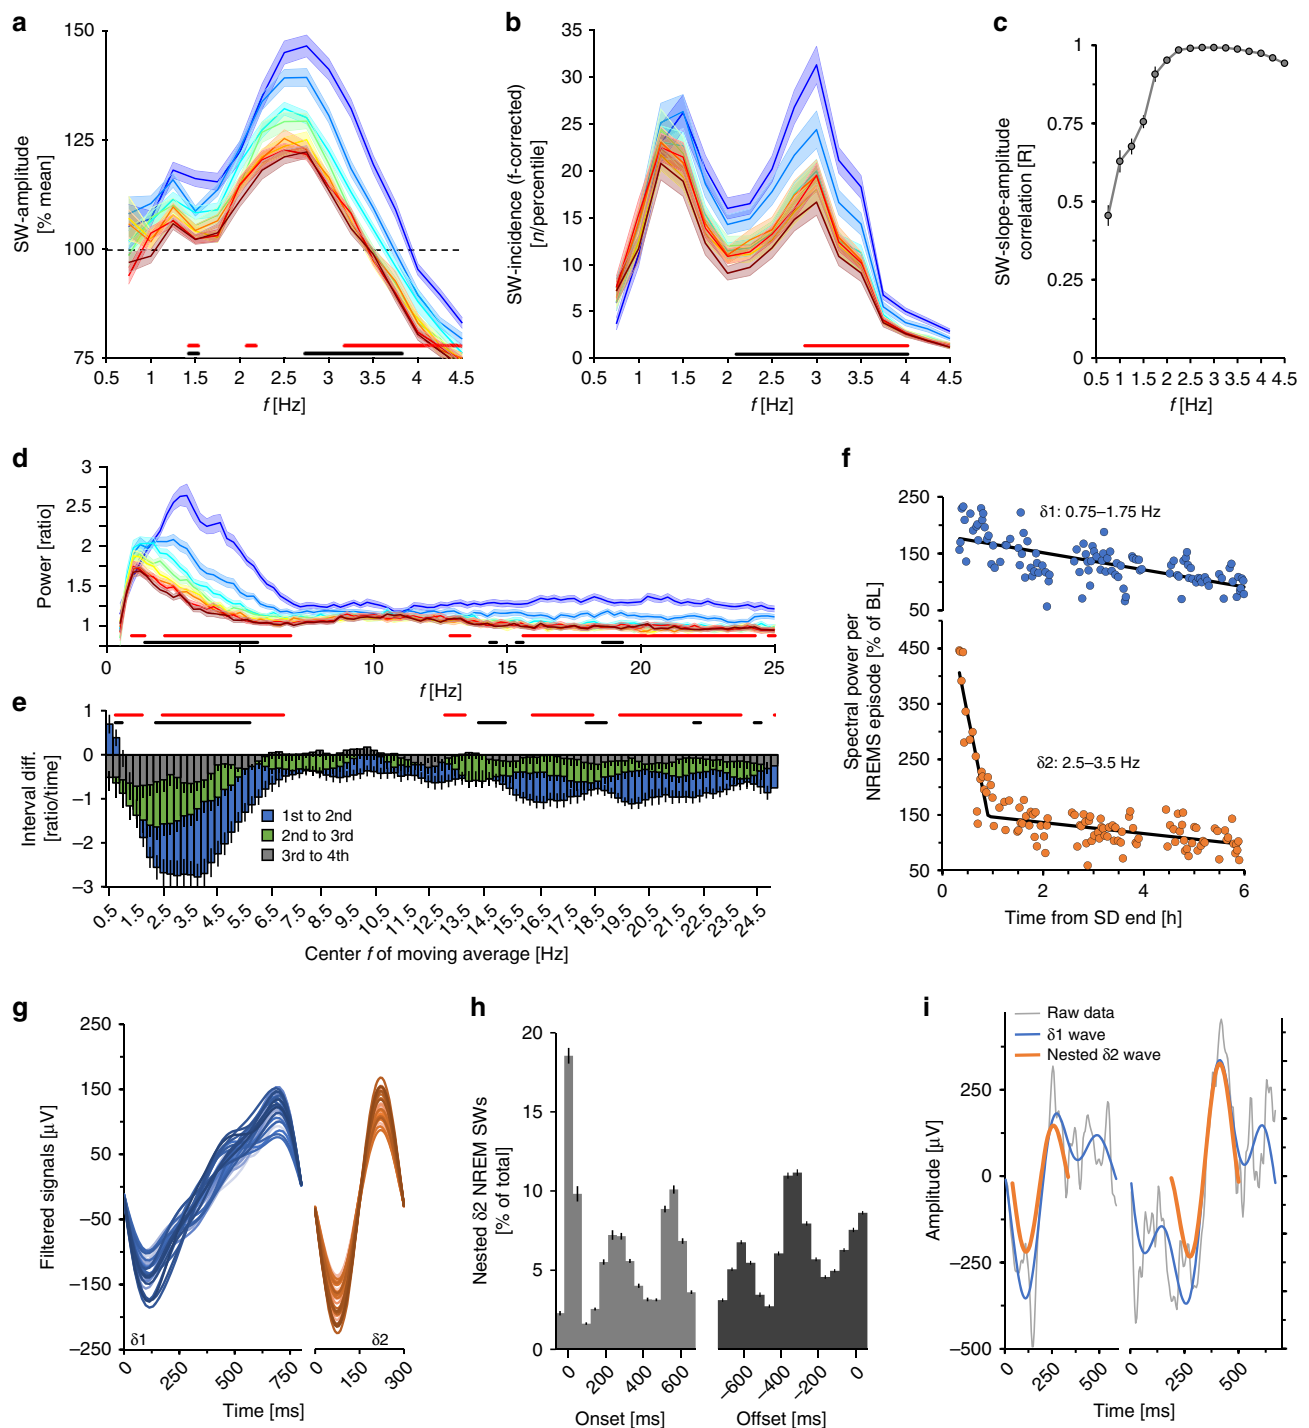 a
150
125
100
75
SW-amplitude
[% mean]
0.5 1 1.5 2 2.5 3 3.5 4 4.5
f [Hz]
b
35
30
25
20
15
10
5
0
SW-incidence (f-corrected)
[n/percentile]
0.5 1 1.5 2 2.5 3 3.5 4 4.5
f [Hz]
c
1
0.75
0.5
0.25
0
SW-slope-amplitude
correlation [R]
0.5 1 1.5 2 2.5 3 3.5 4 4.5
f [Hz]
d
3
2.5
2
1.5
1
Power [ratio]
0 5 10 15 20 25
f [Hz]
e
1
0
−1
−2
−3
Interval diff.
[ratio/time]
1st to 2nd
2nd to 3rd
3rd to 4th
0.5 1.5 2.5 4.5 5.5 6.5 7.5 8.5 9.5 10.5 11.5 12.5 13.5 14.5 15.5 16.5 17.5 18.5 19.5 20.5 21.5 22.5 23.5 24.5
Center f of moving average [Hz]
f
250
150
50
δ1: 0.75–1.75 Hz
450
350
250
150
50
δ2: 2.5–3.5 Hz
Spectral power per
NREMS episode [% of BL]
0 2 4 6
Time from SD end [h]
g
250
150
50
−50
−150
−250
Filtered signals [µV]
δ1 δ2
0 250 500 750 0 150 300
Time [ms]
h
20
15
10
5
0
Nested δ2 NREM SWs
[% of total]
0 200 400 600 −600 −400 −200 0
Onset [ms] Offset [ms]
i
Raw data
δ1 wave
Nested δ2 wave
250
0
−250
−500
Amplitude [µV]
0 250 500 0 250 500
Time [ms]